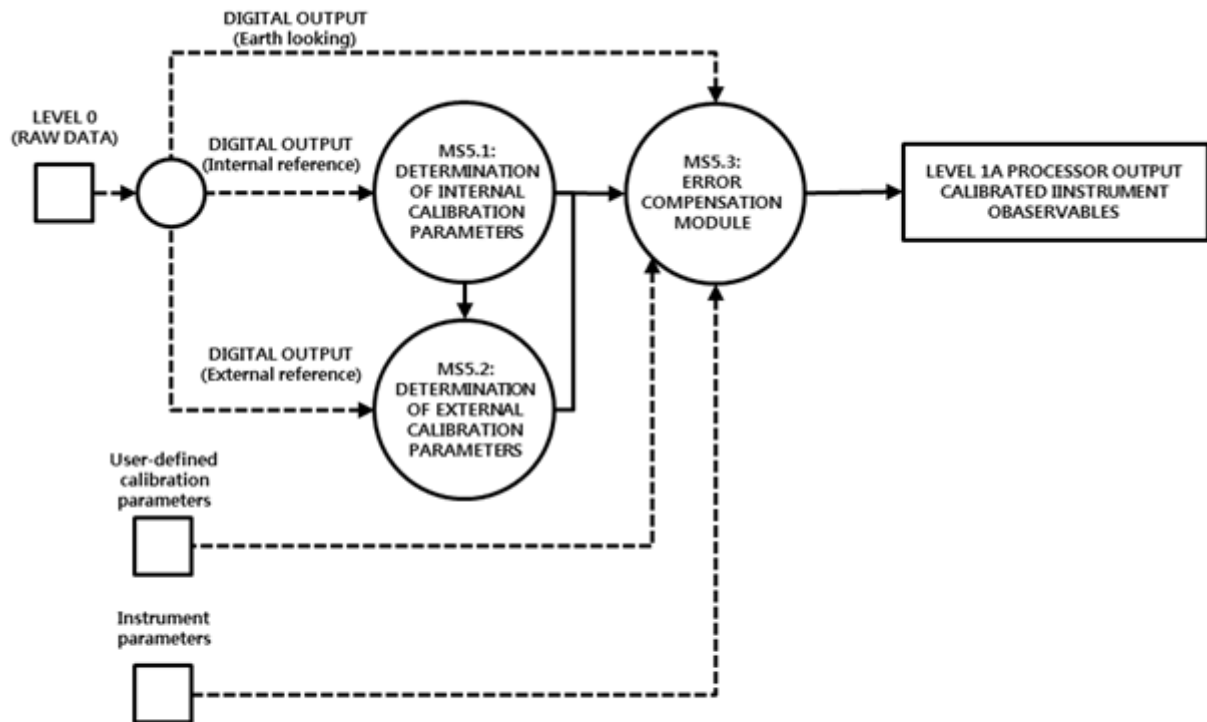 DIGITAL OUTPUT
(Earth looking)
LEVEL 0
(RAW DATA)
DIGITAL OUTPUT
(Internal reference)
MS5.1:
DETERMINATION
OF INTERNAL
CALIBRATION
PARAMETERS
MS5.3:
ERROR
COMPENSATION
MODULE
LEVEL 1A PROCESSOR OUTPUT
CALIBRATED IINSTRUMENT
OBASERVABLES
DIGITAL OUTPUT
(External reference)
MS5.2:
DETERMINATION
OF EXTERNAL
CALIBRATION
PARAMETERS
User-defined
calibration
parameters
Instrument
parameters